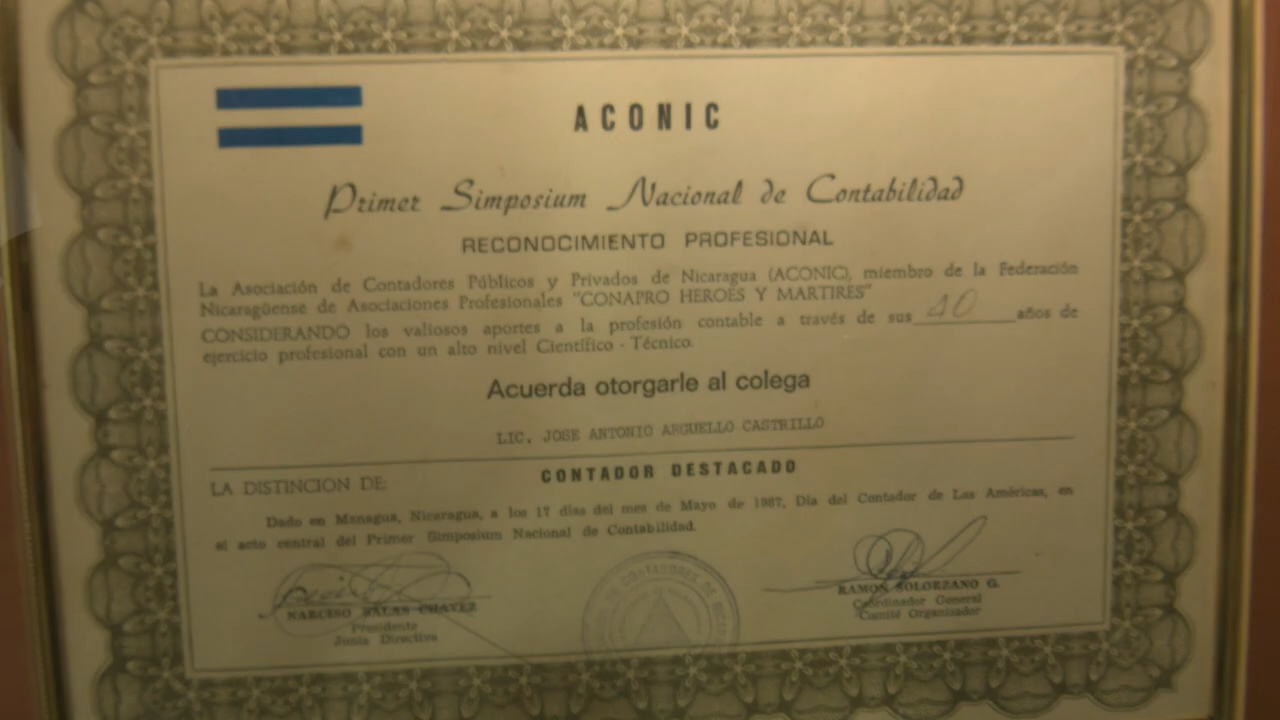 ACONIC
Primer Simposium Nacional de Contabilidad
RECONOCIMIENTO PROFESIONAL
La Asociación de Contadores Públicos y Privados de Nicaragua (ACONIC), miembro de la Federación
Nicaragüense de Asociaciones Profesionales "CONAPRO HEROES Y MARTIRES"
CONSIDERANDO los valiosos aportes a la profesión contable a través de sus 40 años de
ejercicio profesional con un alto nivel Científico - Técnico.
Acuerda otorgarle al colega
LIC. JOSE ANTONIO ARGUELLO CASTRILLO
LA DISTINCION DE: CONTADOR DESTACADO
Dado en Managua, Nicaragua, a los 17 días del mes de Mayo de 1987, Día del Contador de Las Américas, en
el acto central del Primer Simposium Nacional de Contabilidad.
NARCISO SALAS CHAVEZ
Presidente
Junta Directiva
DE CONTADORES DE
RAMON SOLORZANO G.
Coordinador General
Comité Organizador